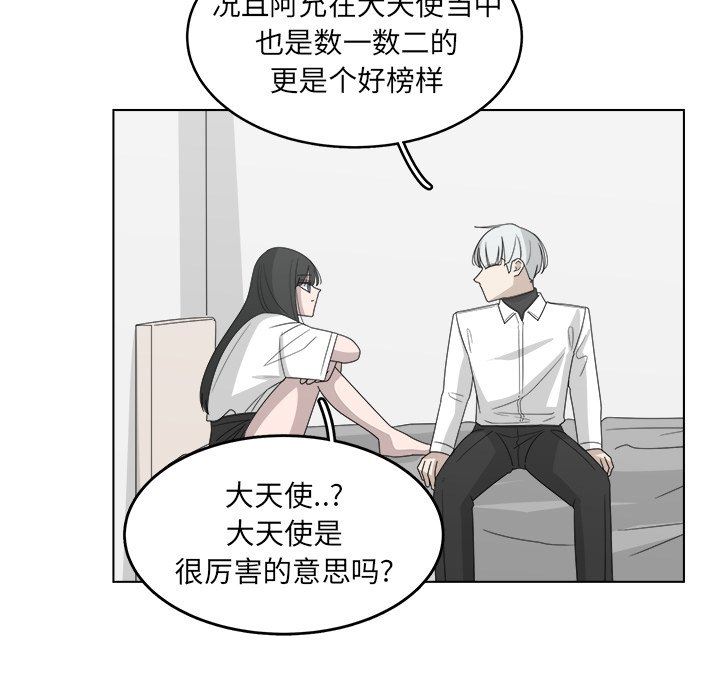 况且阿兄在大天使当中
也是数一数二的
更是个好榜样
大天使..?
大天使是
很厉害的意思吗?